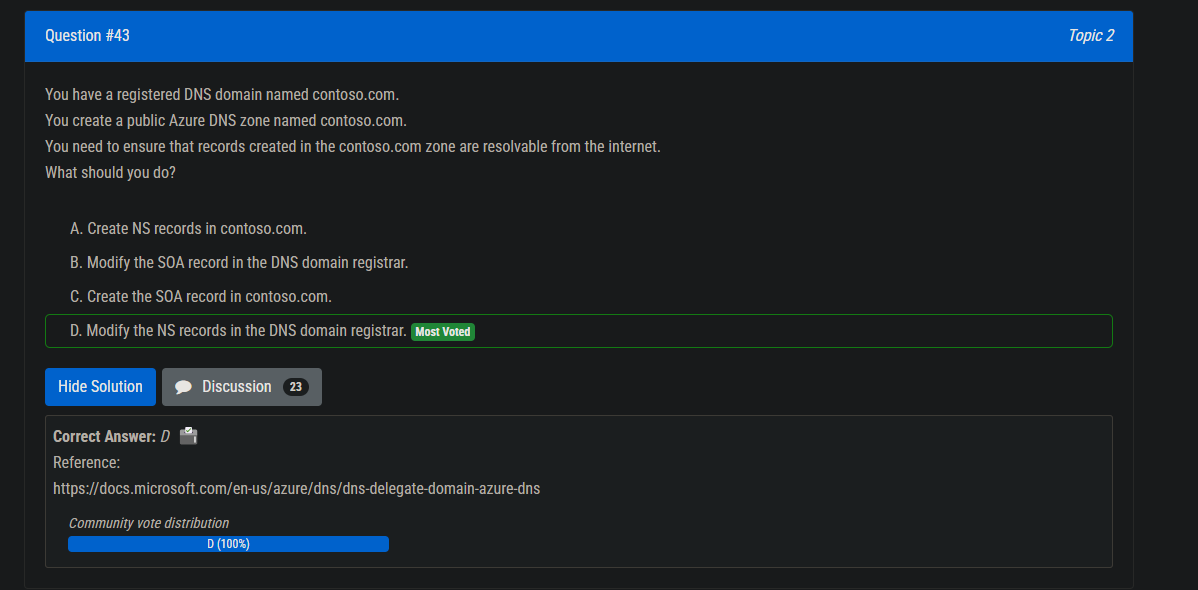 Question #43
Topic 2
You have a registered DNS domain named contoso.com.
You create a public Azure DNS zone named contoso.com.
You need to ensure that records created in the contoso.com zone are resolvable from the internet.
What should you do?
A. Create NS records in contoso.com.
B. Modify the SOA record in the DNS domain registrar.
C. Create the SOA record in contoso.com.
D. Modify the NS records in the DNS domain registrar. Most Voted
Hide Solution
Discussion 23
Correct Answer: D
Reference:
https://docs.microsoft.com/en-us/azure/dns/dns-delegate-domain-azure-dns
Community vote distribution
D (100%)